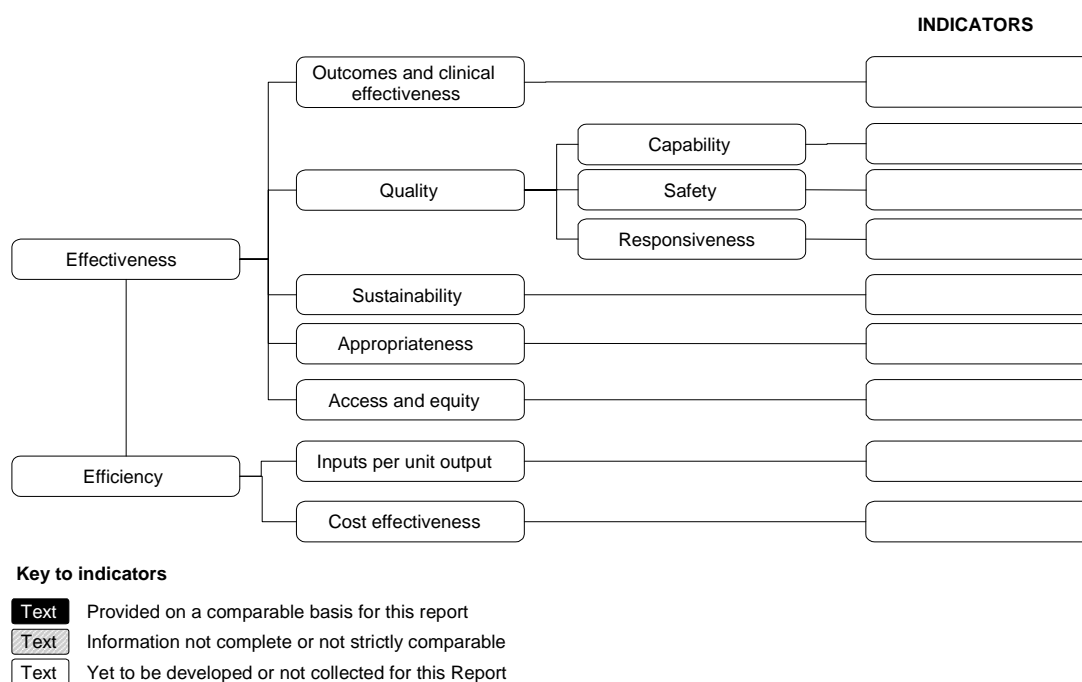 INDICATORS
Outcomes and clinical
effectiveness
Capability
Quality
Safety
Responsiveness
Effectiveness
Sustainability
Appropriateness
Access and equity
Inputs per unit output
Efficiency
Cost effectiveness
Key to indicators
Text Provided on a comparable basis for this report
Text Information not complete or not strictly comparable
Text Yet to be developed or not collected for this Report